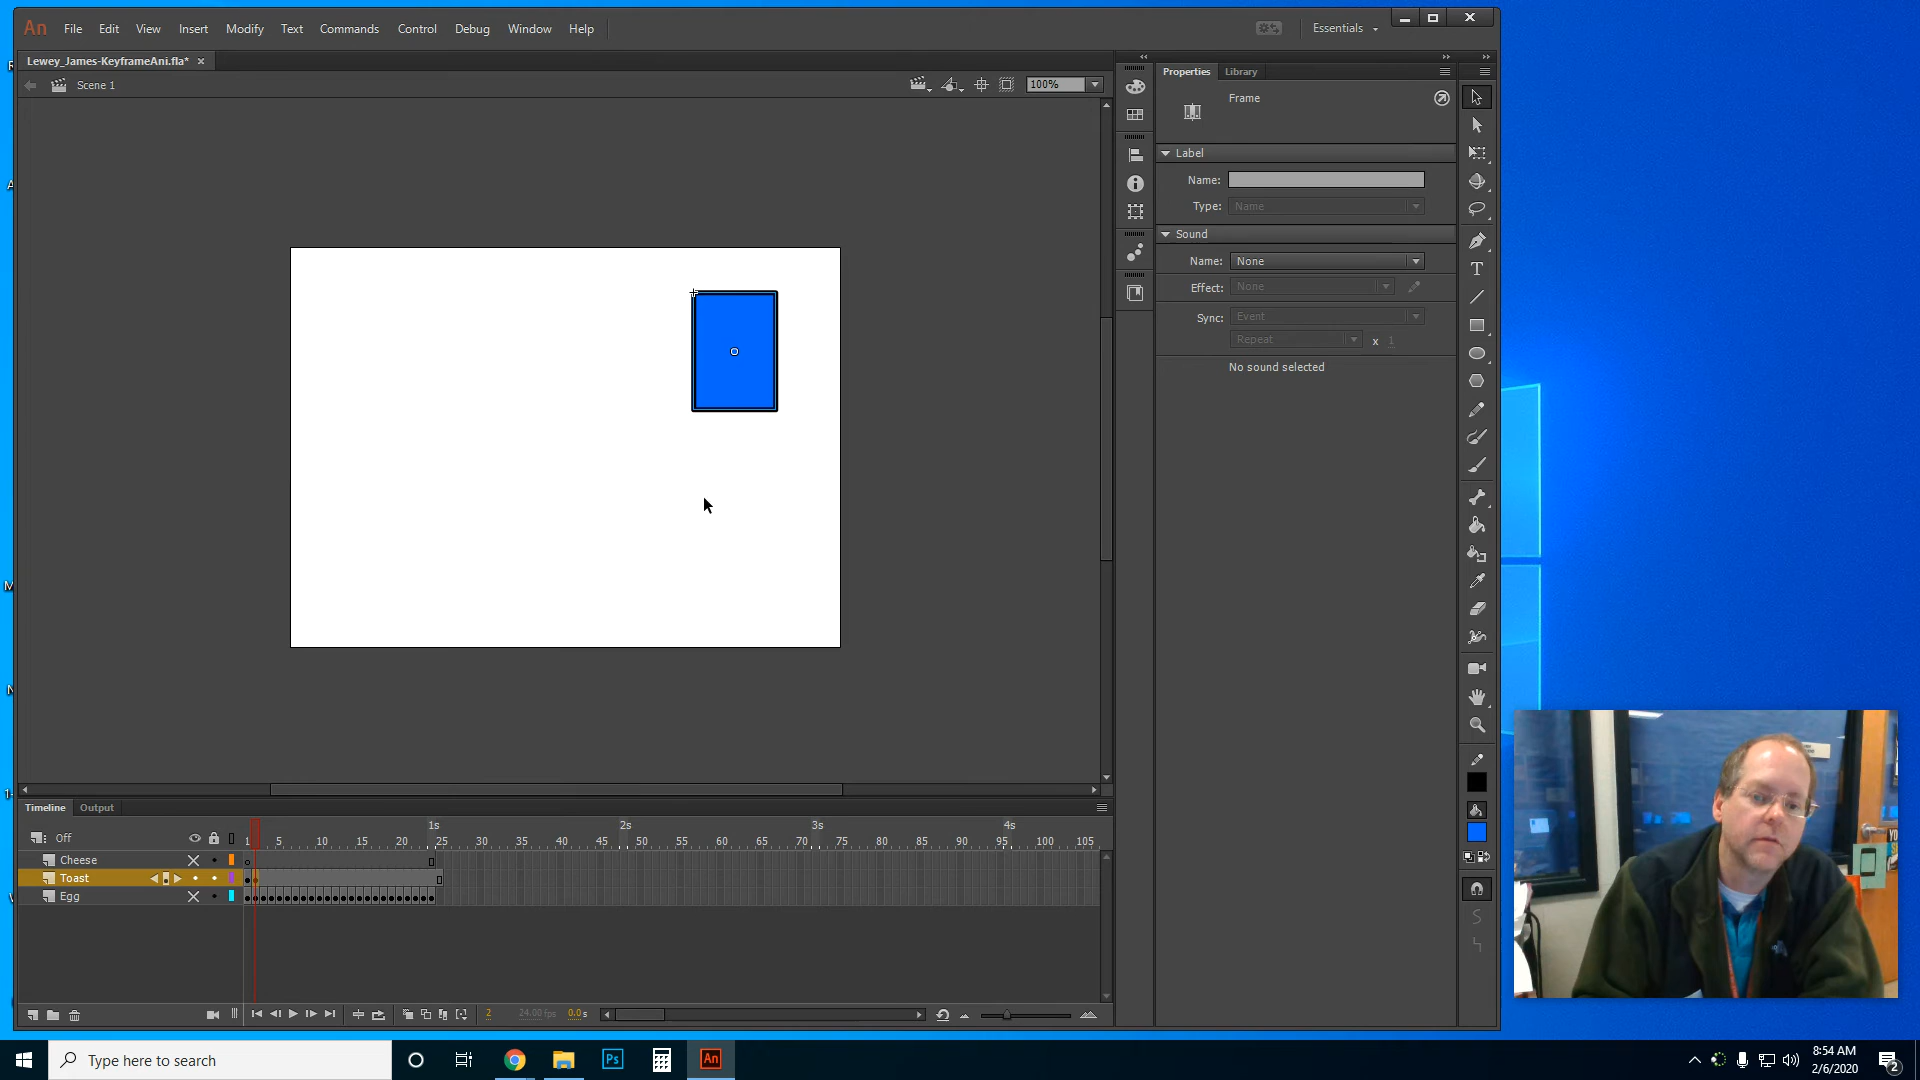 An File Edit View Insert Modify Text Commands Control Debug Window Help Essentials
Lewey_James-KeyframeAni.fla* ×
Scene 1 100%
Properties Library
Frame
Label
Name:
Type: Name
Sound
Name: None
Effect: None
Sync: Event
Repeat x 1
No sound selected
Timeline Output
1s 2s 3s 4s
Off 1 5 10 15 20 25 30 35 40 45 50 55 60 65 70 75 80 85 90 95 100 105
Cheese
Toast
Egg
2 24.00 fps 0.0 s
Type here to search
Ps
An
8:54 AM
2/6/2020
2